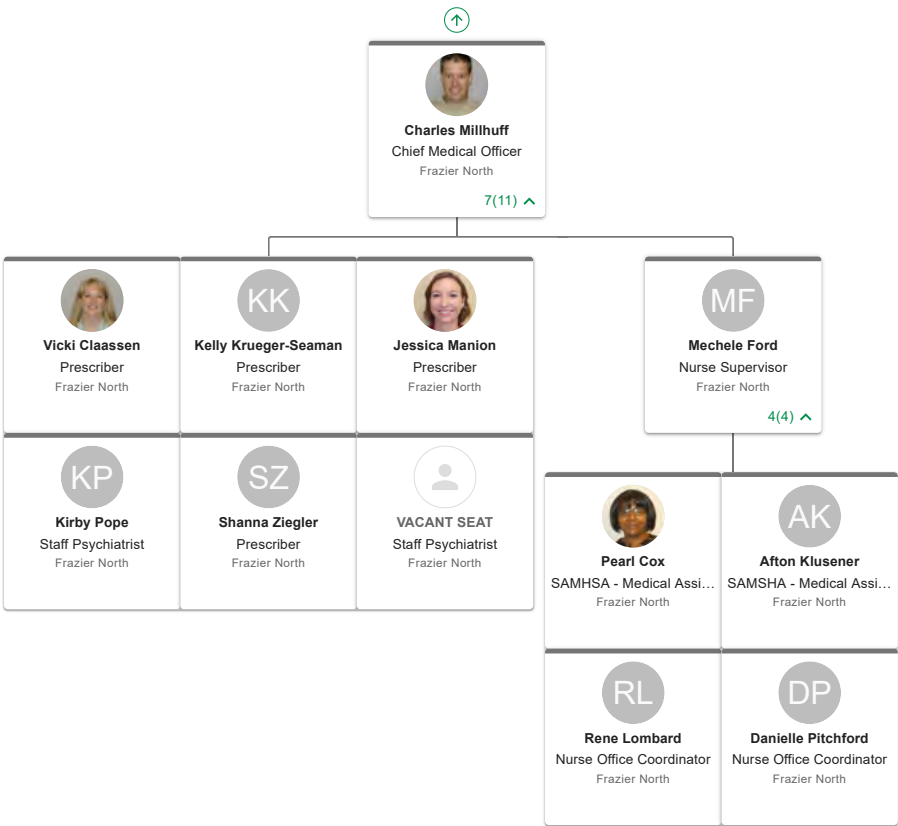 Charles Millhuff
Chief Medical Officer
Frazier North
7(11)
Vicki Claassen
Prescriber
Frazier North
KK
Kelly Krueger-Seaman
Prescriber
Frazier North
Jessica Manion
Prescriber
Frazier North
MF
Mechele Ford
Nurse Supervisor
Frazier North
4(4)
KP
Kirby Pope
Staff Psychiatrist
Frazier North
SZ
Shanna Ziegler
Prescriber
Frazier North
VACANT SEAT
Staff Psychiatrist
Frazier North
Pearl Cox
SAMHSA - Medical Assi...
Frazier North
AK
Afton Klusener
SAMSHA - Medical Assi...
Frazier North
RL
Rene Lombard
Nurse Office Coordinator
Frazier North
DP
Danielle Pitchford
Nurse Office Coordinator
Frazier North